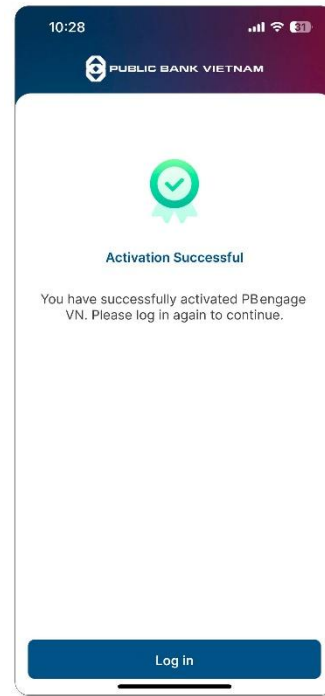 10:28
31
PUBLIC BANK VIETNAM
Activation Successful
You have successfully activated PBengage
VN. Please log in again to continue.
Log in